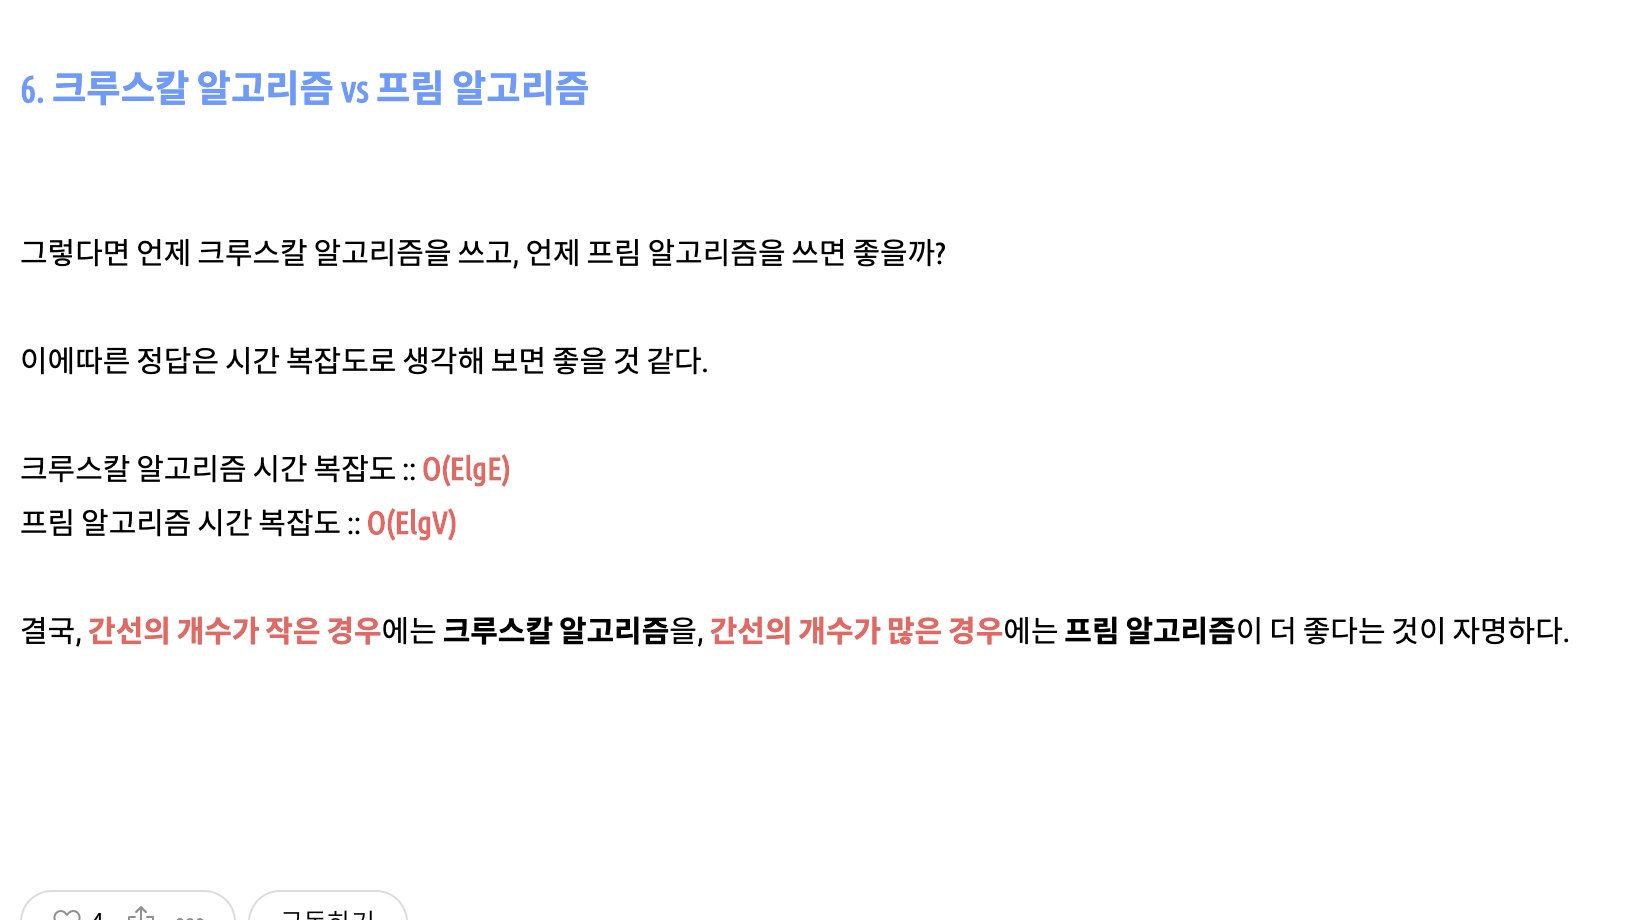 6. 크루스칼 알고리즘 vs 프림 알고리즘
그렇다면 언제 크루스칼 알고리즘을 쓰고, 언제 프림 알고리즘을 쓰면 좋을까?
이에따른 정답은 시간 복잡도로 생각해 보면 좋을 것 같다.
크루스칼 알고리즘 시간 복잡도 :: O(ElgE)
프림 알고리즘 시간 복잡도 :: O(ElgV)
결국, 간선의 개수가 작은 경우에는 크루스칼 알고리즘을, 간선의 개수가 많은 경우에는 프림 알고리즘이 더 좋다는 것이 자명하다.
4 구독하기